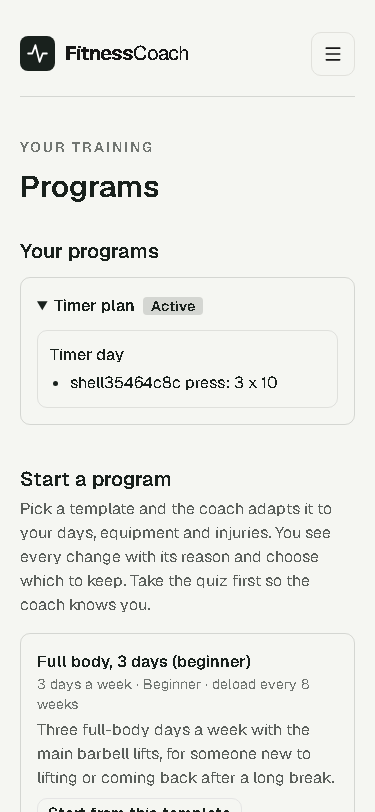 FitnessCoach
YOUR TRAINING
Programs
Your programs
Timer plan Active
Timer day
• shell35464c8c press: 3 x 10
Start a program
Pick a template and the coach adapts it to
your days, equipment and injuries. You see
every change with its reason and choose
which to keep. Take the quiz first so the
coach knows you.
Full body, 3 days (beginner)
3 days a week · Beginner · deload every 8
weeks
Three full-body days a week with the
main barbell lifts, for someone new to
lifting or coming back after a long break.
Start from this template